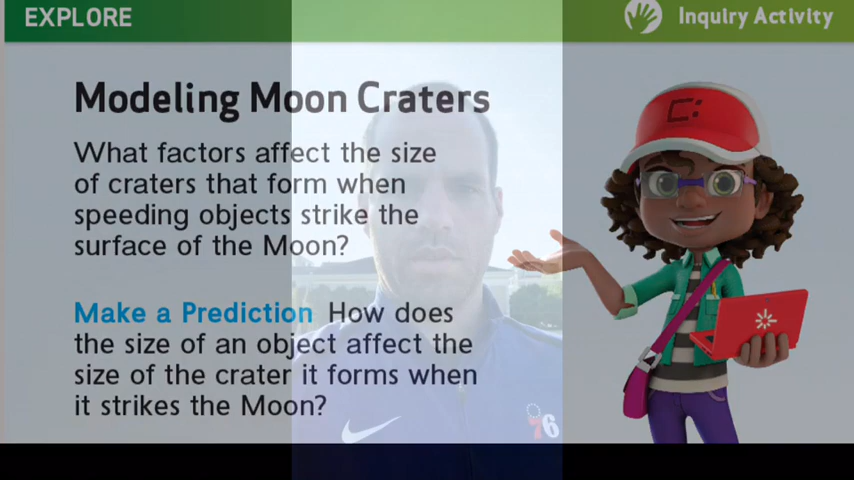 EXPLORE
Inquiry Activity
C:
Modeling Moon Craters
What factors affect the size
of craters that form when
speeding objects strike the
surface of the Moon?
Make a Prediction How does
the size of an object affect the
size of the crater it forms when
it strikes the Moon?
76